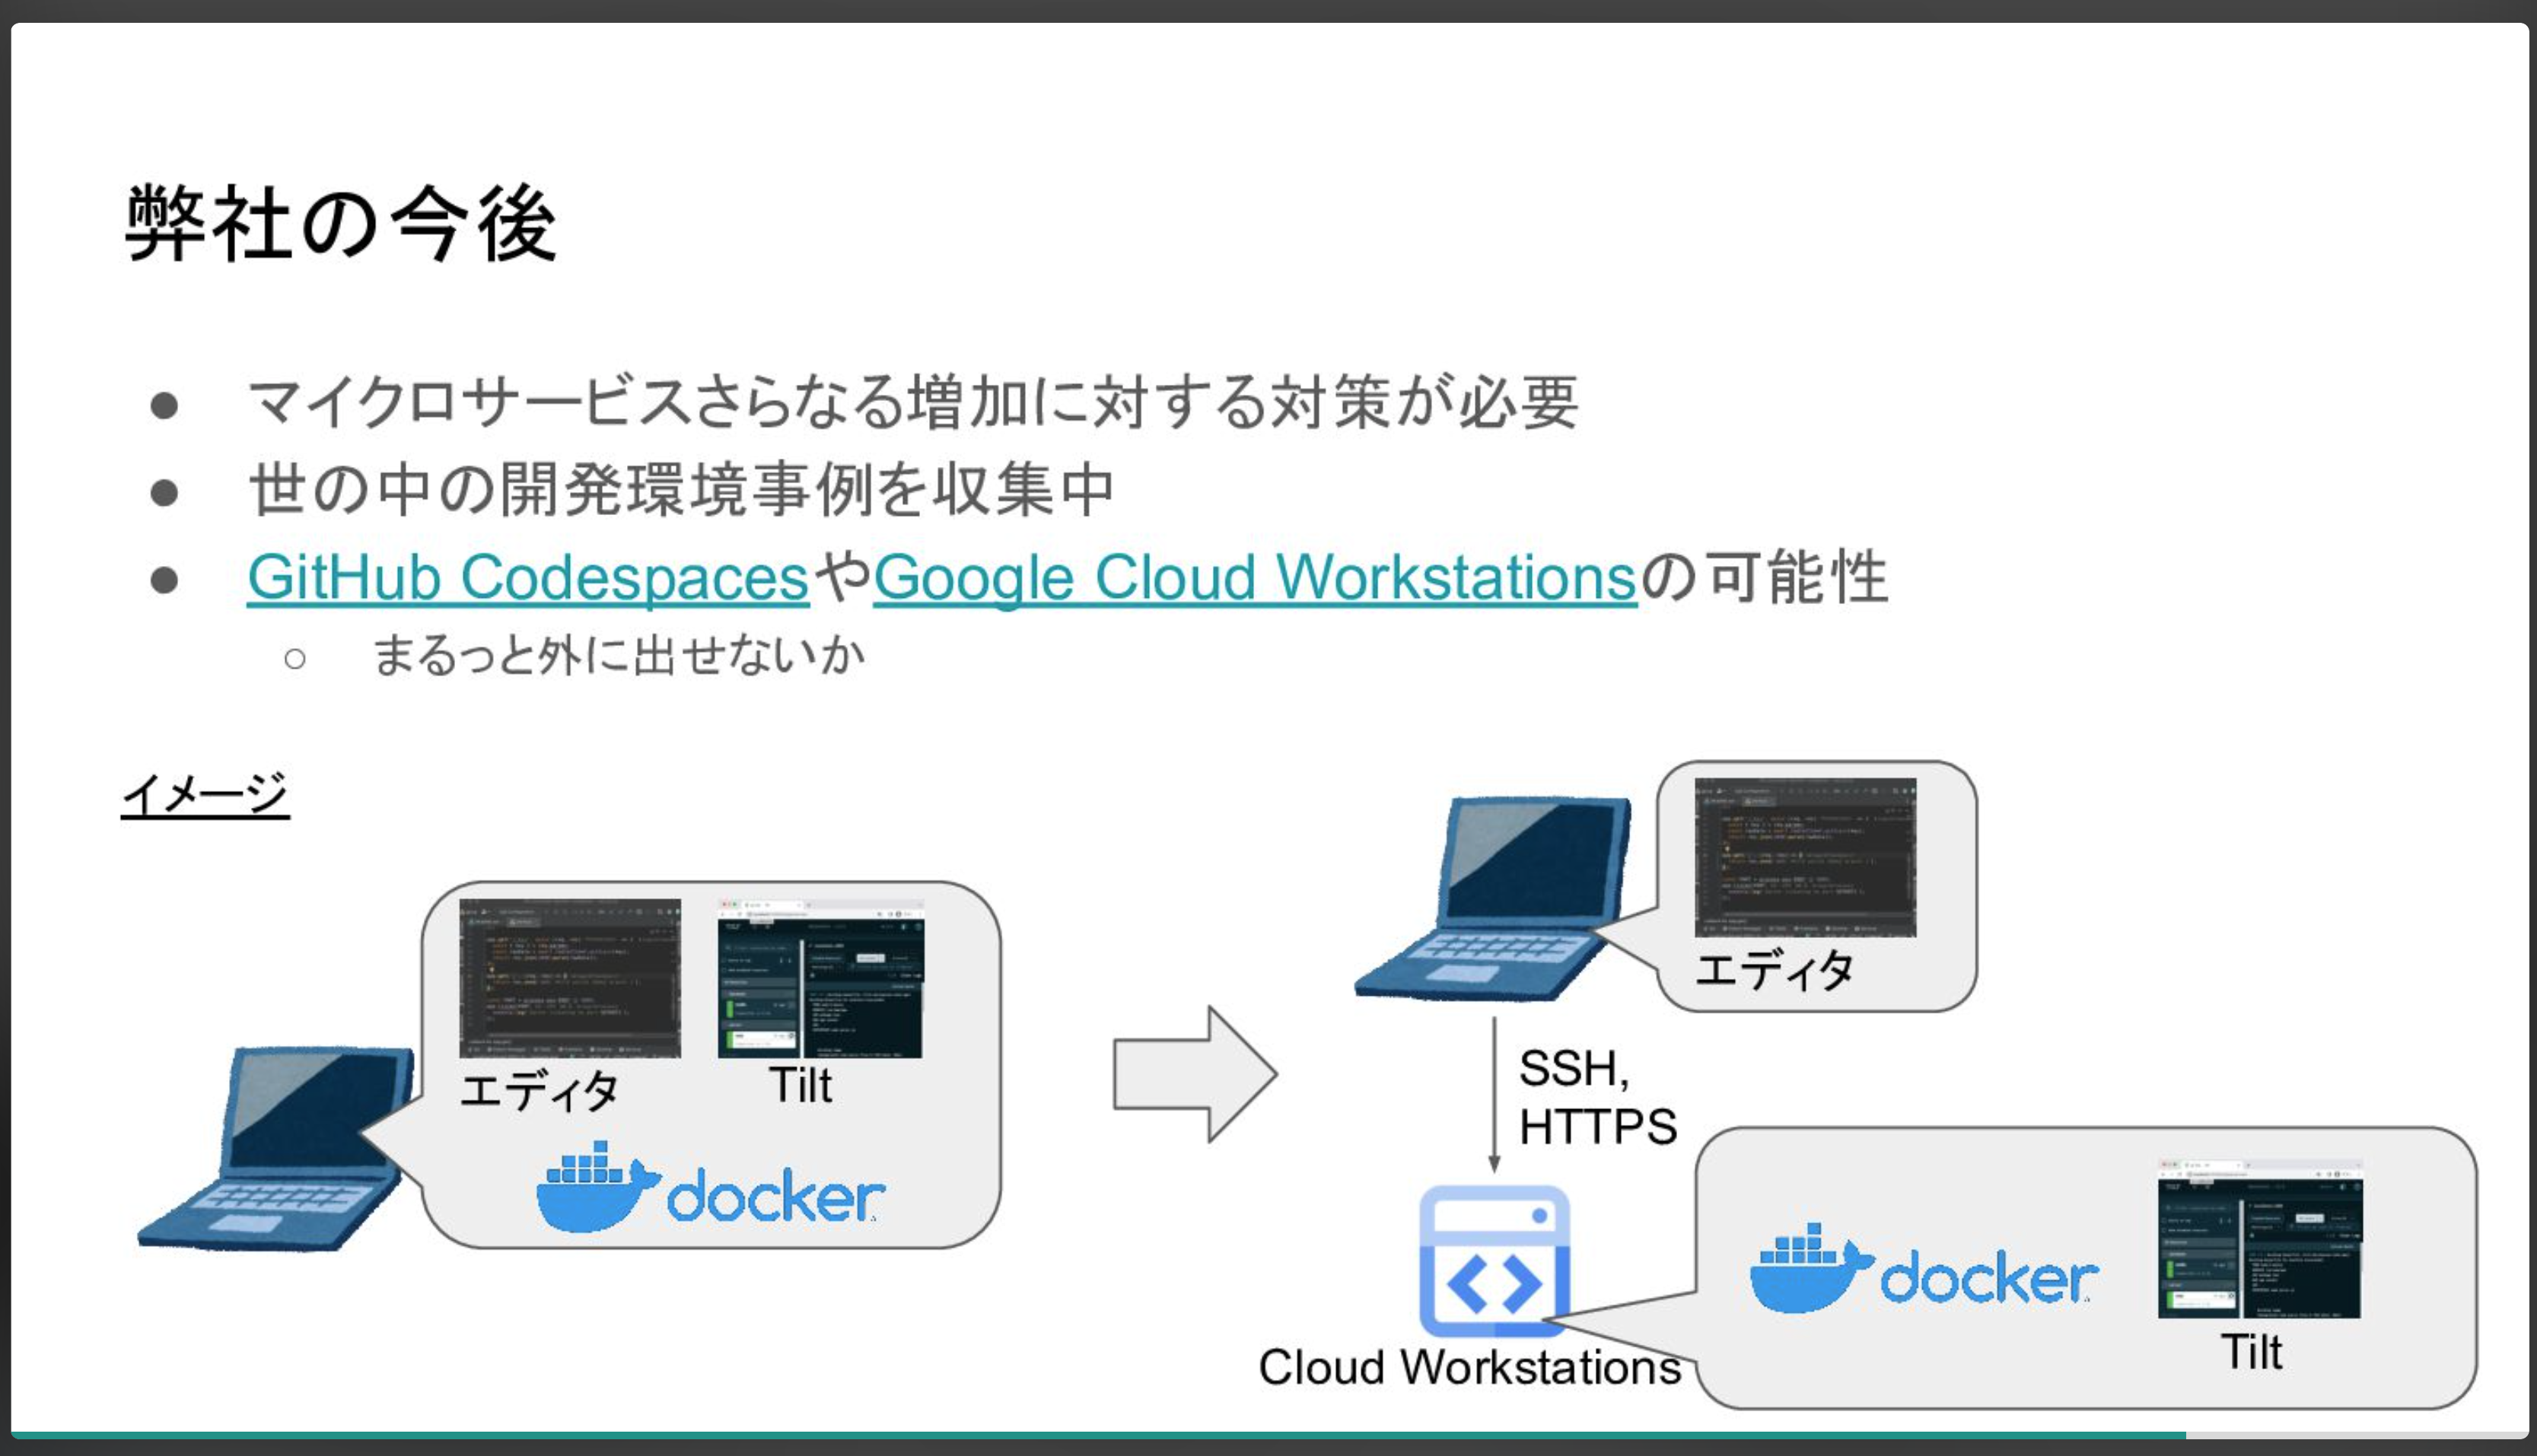 弊社の今後
マイクロサービスさらなる増加に対する対策が必要
世の中の開発環境事例を収集中
GitHub CodespacesやGoogle Cloud Workstationsの可能性
まるっと外に出せないか
イメージ
エディタ
Tilt
docker
エディタ
SSH,
HTTPS
Cloud Workstations
docker
Tilt